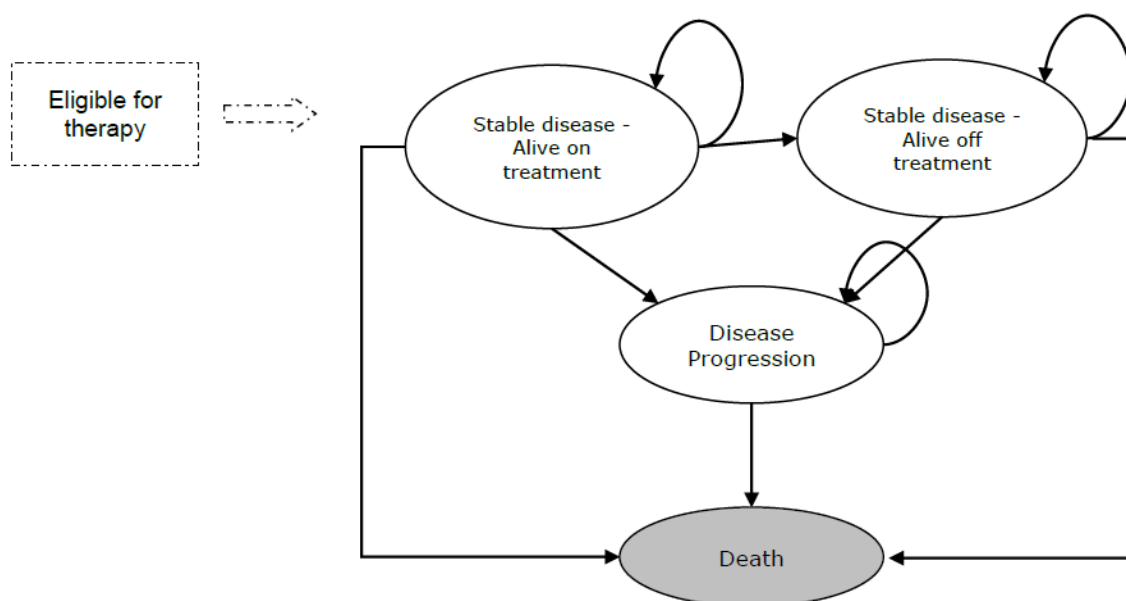 Eligible for
therapy
Stable disease -
Alive on
treatment
Stable disease -
Alive off
treatment
Disease
Progression
Death